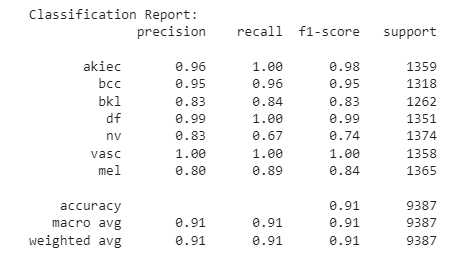 Classification Report:
precision recall f1-score support
akiec 0.96 1.00 0.98 1359
bcc 0.95 0.96 0.95 1318
bkl 0.83 0.84 0.83 1262
df 0.99 1.00 0.99 1351
nv 0.83 0.67 0.74 1374
vasc 1.00 1.00 1.00 1358
mel 0.80 0.89 0.84 1365
accuracy 0.91 9387
macro avg 0.91 0.91 0.91 9387
weighted avg 0.91 0.91 0.91 9387